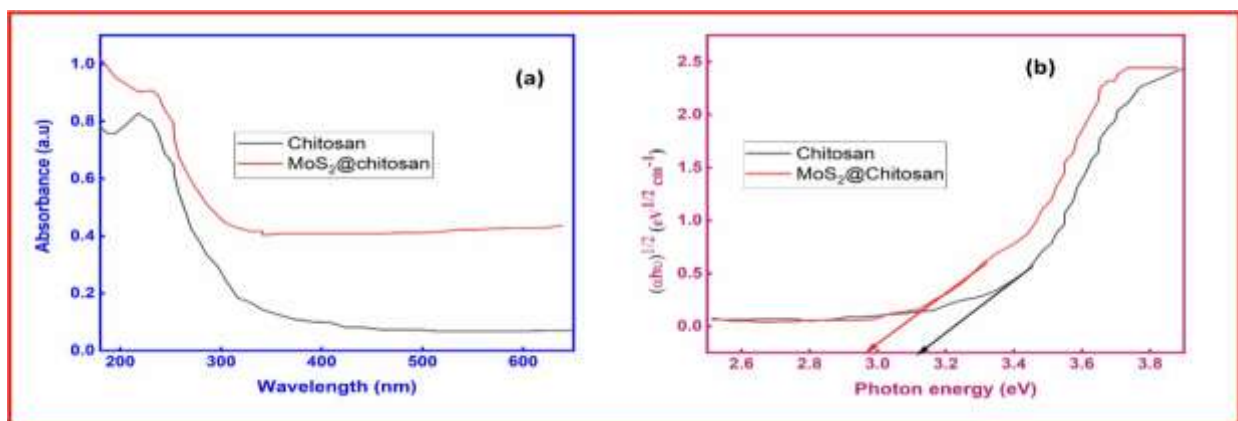 (a)
Absorbance (a.u)
1.0
0.8
0.6
0.4
0.2
0.0
Chitosan
MoS₂@chitosan
200 300 400 500 600
Wavelength (nm)
(b)
(αhυ)^1/2 (eV^1/2 cm^-1)
2.5
2.0
1.5
1.0
0.5
0.0
Chitosan
MoS₂@Chitosan
2.6 2.8 3.0 3.2 3.4 3.6 3.8
Photon energy (eV)